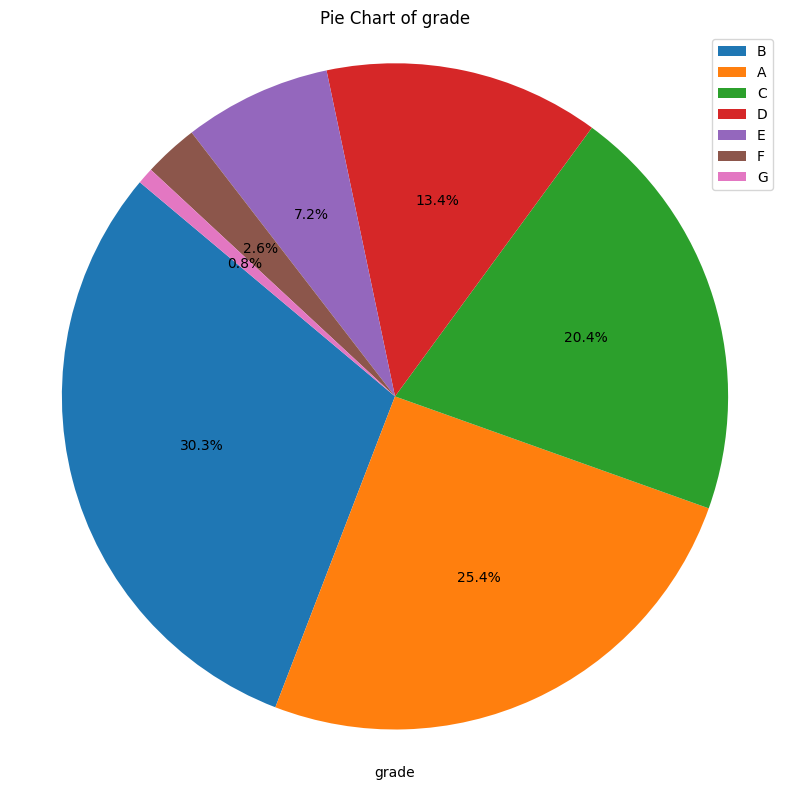 Pie Chart of grade
B
A
C
D
E
F
G
13.4%
7.2%
2.6%
0.8%
20.4%
30.3%
25.4%
grade